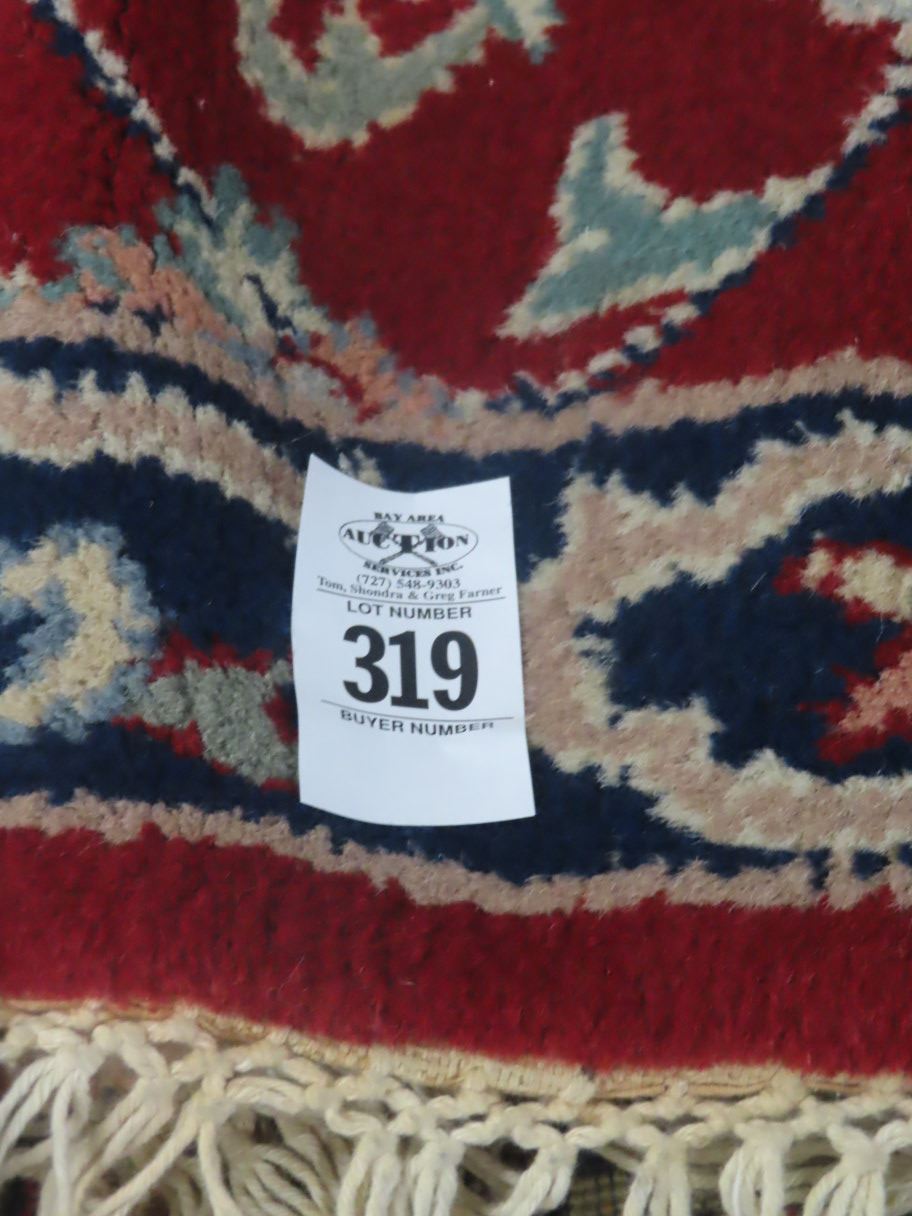 BAY AREA
AUCTION
SERVICES INC.
(727) 548-9303
Tom, Shondra & Greg Farner
LOT NUMBER
319
BUYER NUMBER